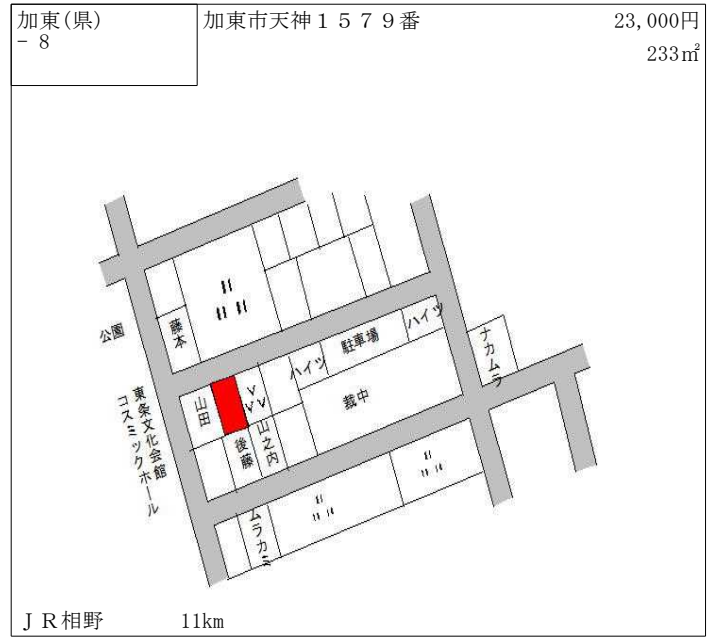 加東(県)
- 8
加東市天神１５７９番
23,000円
233㎡
公園
藤本
ハイツ
駐車場
ハイツ
ナカムラ
山田
後藤
山之内
裁中
東条文化会館
コスミックホール
ムラカミ
ＪＲ相野
11km